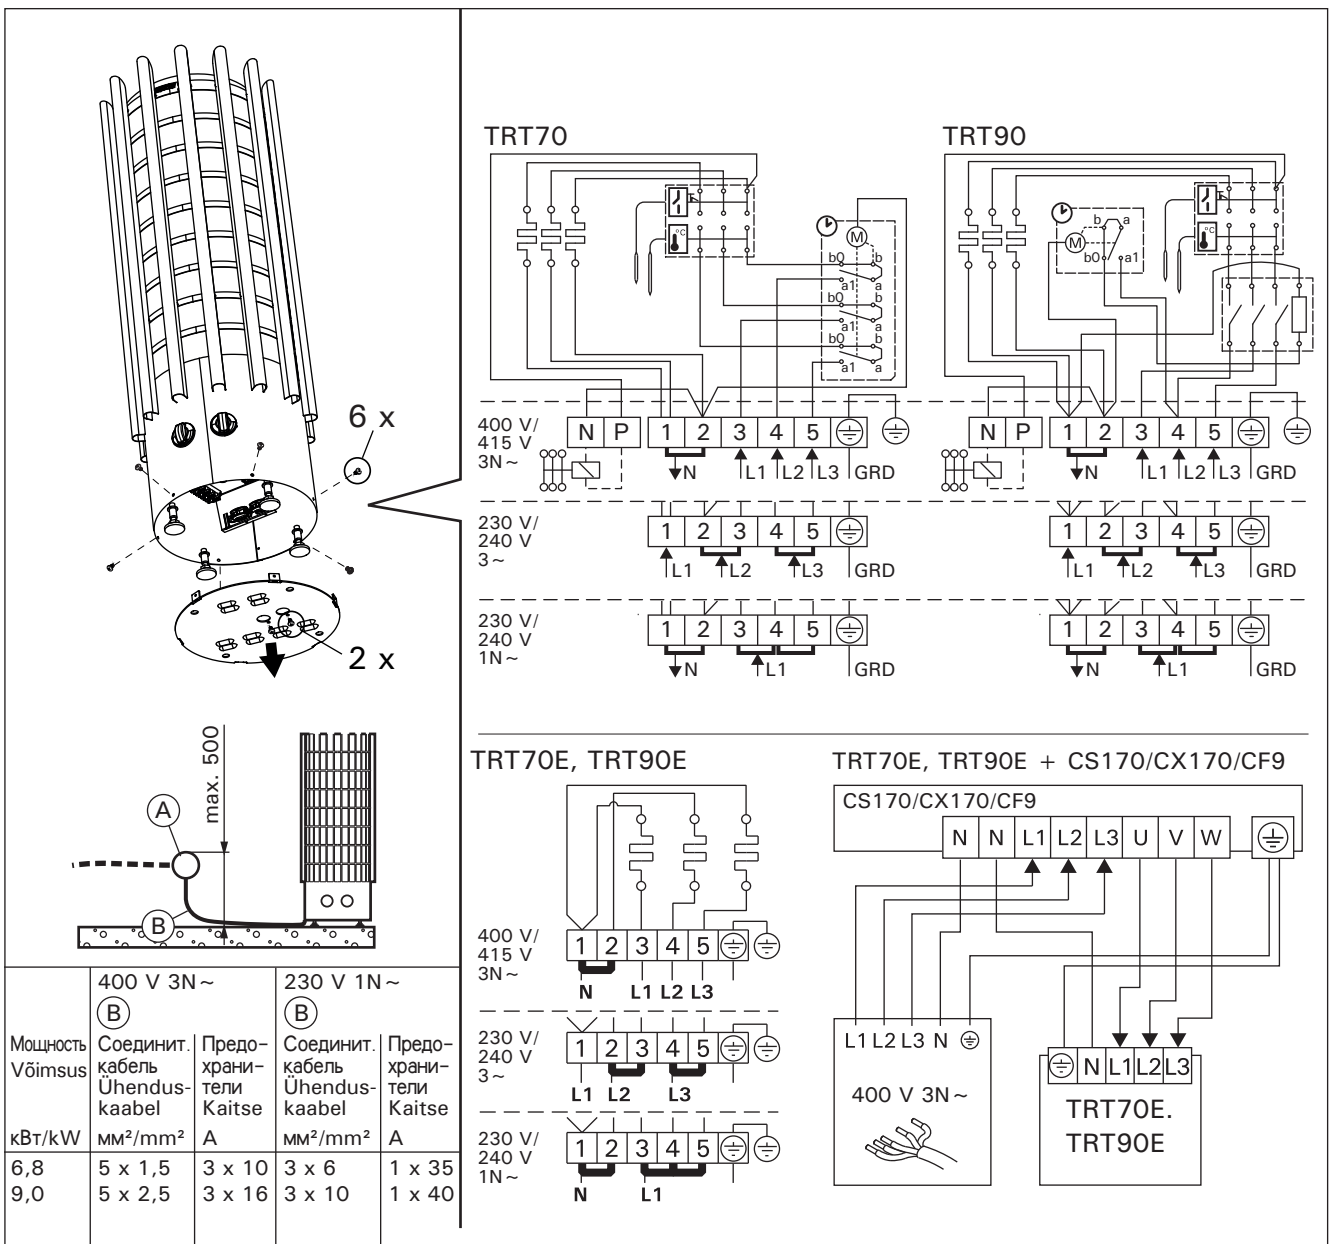 6 x
2 x
max. 500
A
B
400 V 3N~
230 V 1N~
B
B
Мощность
Võimsus
кВт/kW
Соединит.
кабель
Ühendus-
kaabel
мм²/mm²
Предо-
храни-
тели
Kaitse
A
Соединит.
кабель
Ühendus-
kaabel
мм²/mm²
Предо-
храни-
тели
Kaitse
A
6,8 5 x 1,5 3 x 10 3 x 6 1 x 35
9,0 5 x 2,5 3 x 16 3 x 10 1 x 40
TRT70
°C
M
b0 b
a1 a
b0 b
a1 a
b0 b
a1 a
400 V/
415 V
3N~
N P 1 2 3 4 5
N L1 L2 L3 GRD
230 V/
240 V
3~
1 2 3 4 5
L1 L2 L3 GRD
230 V/
240 V
1N~
1 2 3 4 5
N L1 GRD
TRT90
°C
M
b a
b0 a1
N P 1 2 3 4 5
N L1 L2 L3 GRD
1 2 3 4 5
L1 L2 L3 GRD
1 2 3 4 5
N L1 GRD
TRT70E, TRT90E
400 V/
415 V
3N~
1 2 3 4 5
N L1 L2 L3
230 V/
240 V
3~
1 2 3 4 5
L1 L2 L3
230 V/
240 V
1N~
1 2 3 4 5
N L1
TRT70E, TRT90E + CS170/CX170/CF9
CS170/CX170/CF9
N N L1 L2 L3 U V W
L1 L2 L3 N
400 V 3N~
N L1 L2 L3
TRT70E.
TRT90E